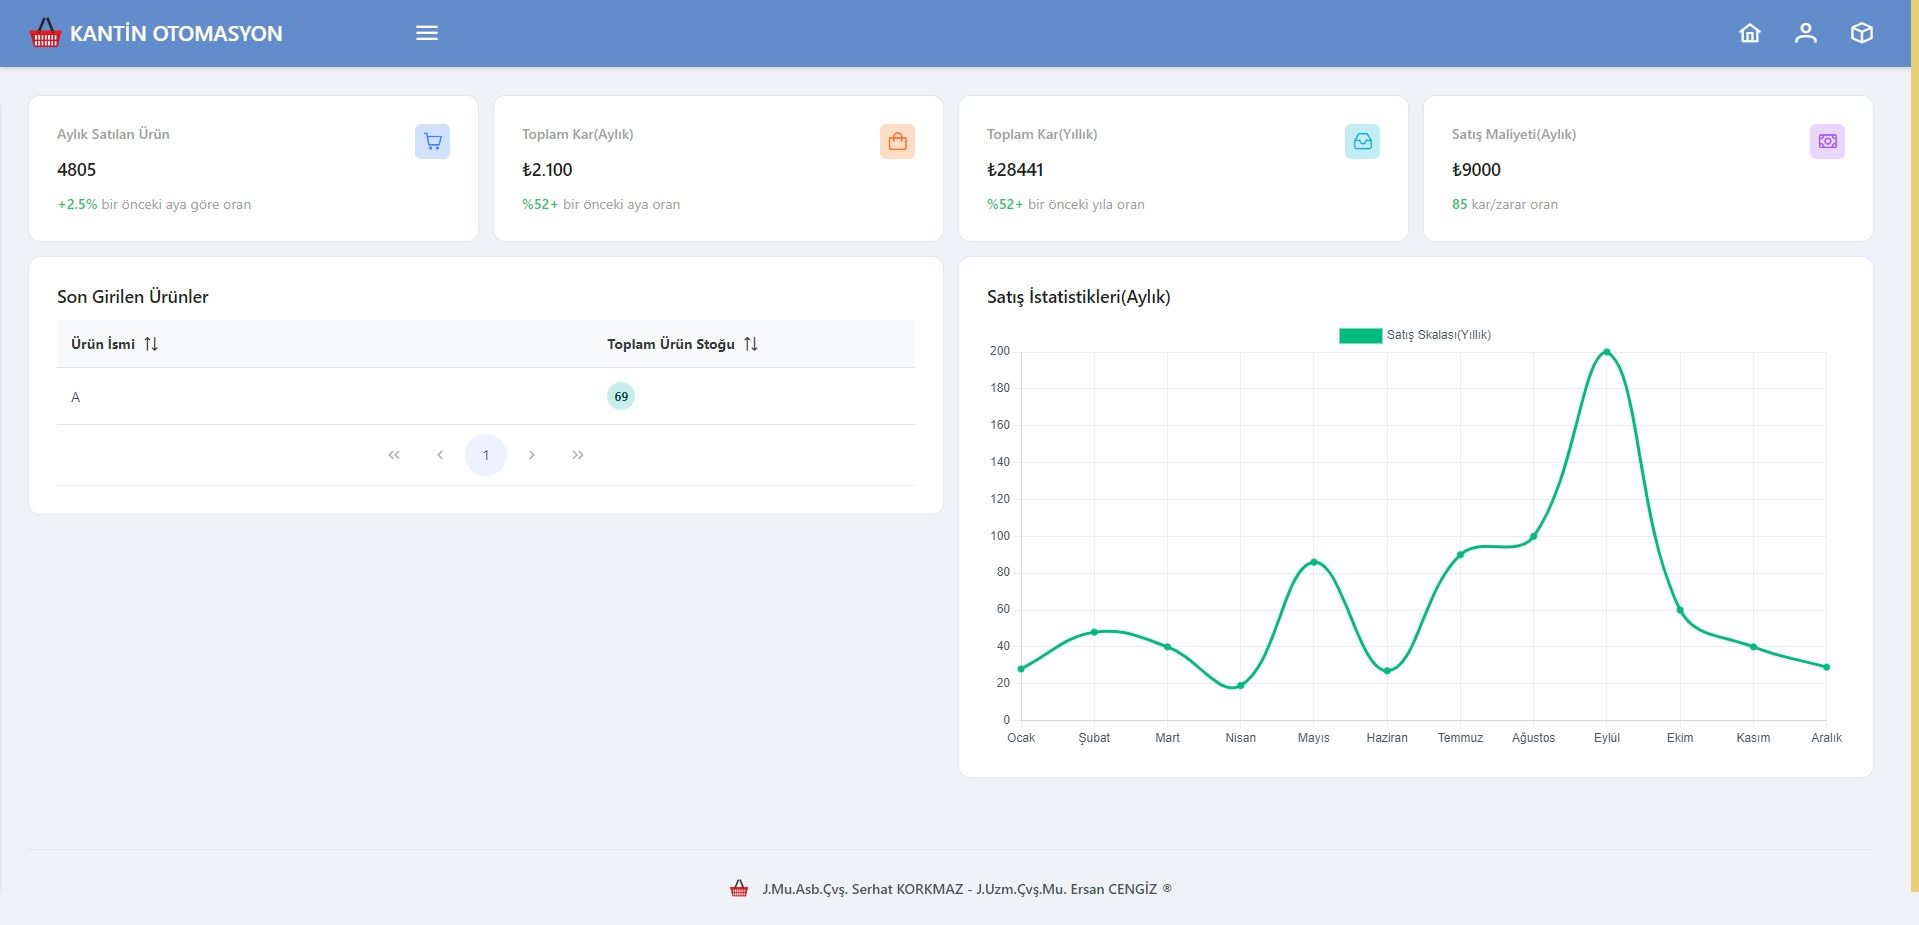 KANTİN OTOMASYON
Aylık Satılan Ürün
4805
+2.5% bir önceki aya göre oran
Toplam Kar(Aylık)
₺2.100
%52+ bir önceki aya oran
Toplam Kar(Yıllık)
₺28441
%52+ bir önceki yıla oran
Satış Maliyeti(Aylık)
₺9000
85 kar/zarar oran
Son Girilen Ürünler
Ürün İsmi Toplam Ürün Stoğu
A 69
« ‹ 1 › »
Satış İstatistikleri(Aylık)
Satış Skalası(Yıllık)
200
180
160
140
120
100
80
60
40
20
0
Ocak Şubat Mart Nisan Mayıs Haziran Temmuz Ağustos Eylül Ekim Kasım Aralık
J.Mu.Asb.Çvş. Serhat KORKMAZ - J.Uzm.Çvş.Mu. Ersan CENGİZ ®